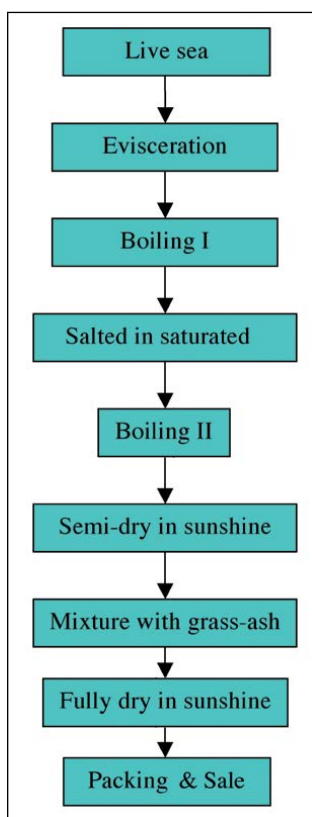 Live sea
Evisceration
Boiling I
Salted in saturated
Boiling II
Semi-dry in sunshine
Mixture with grass-ash
Fully dry in sunshine
Packing & Sale